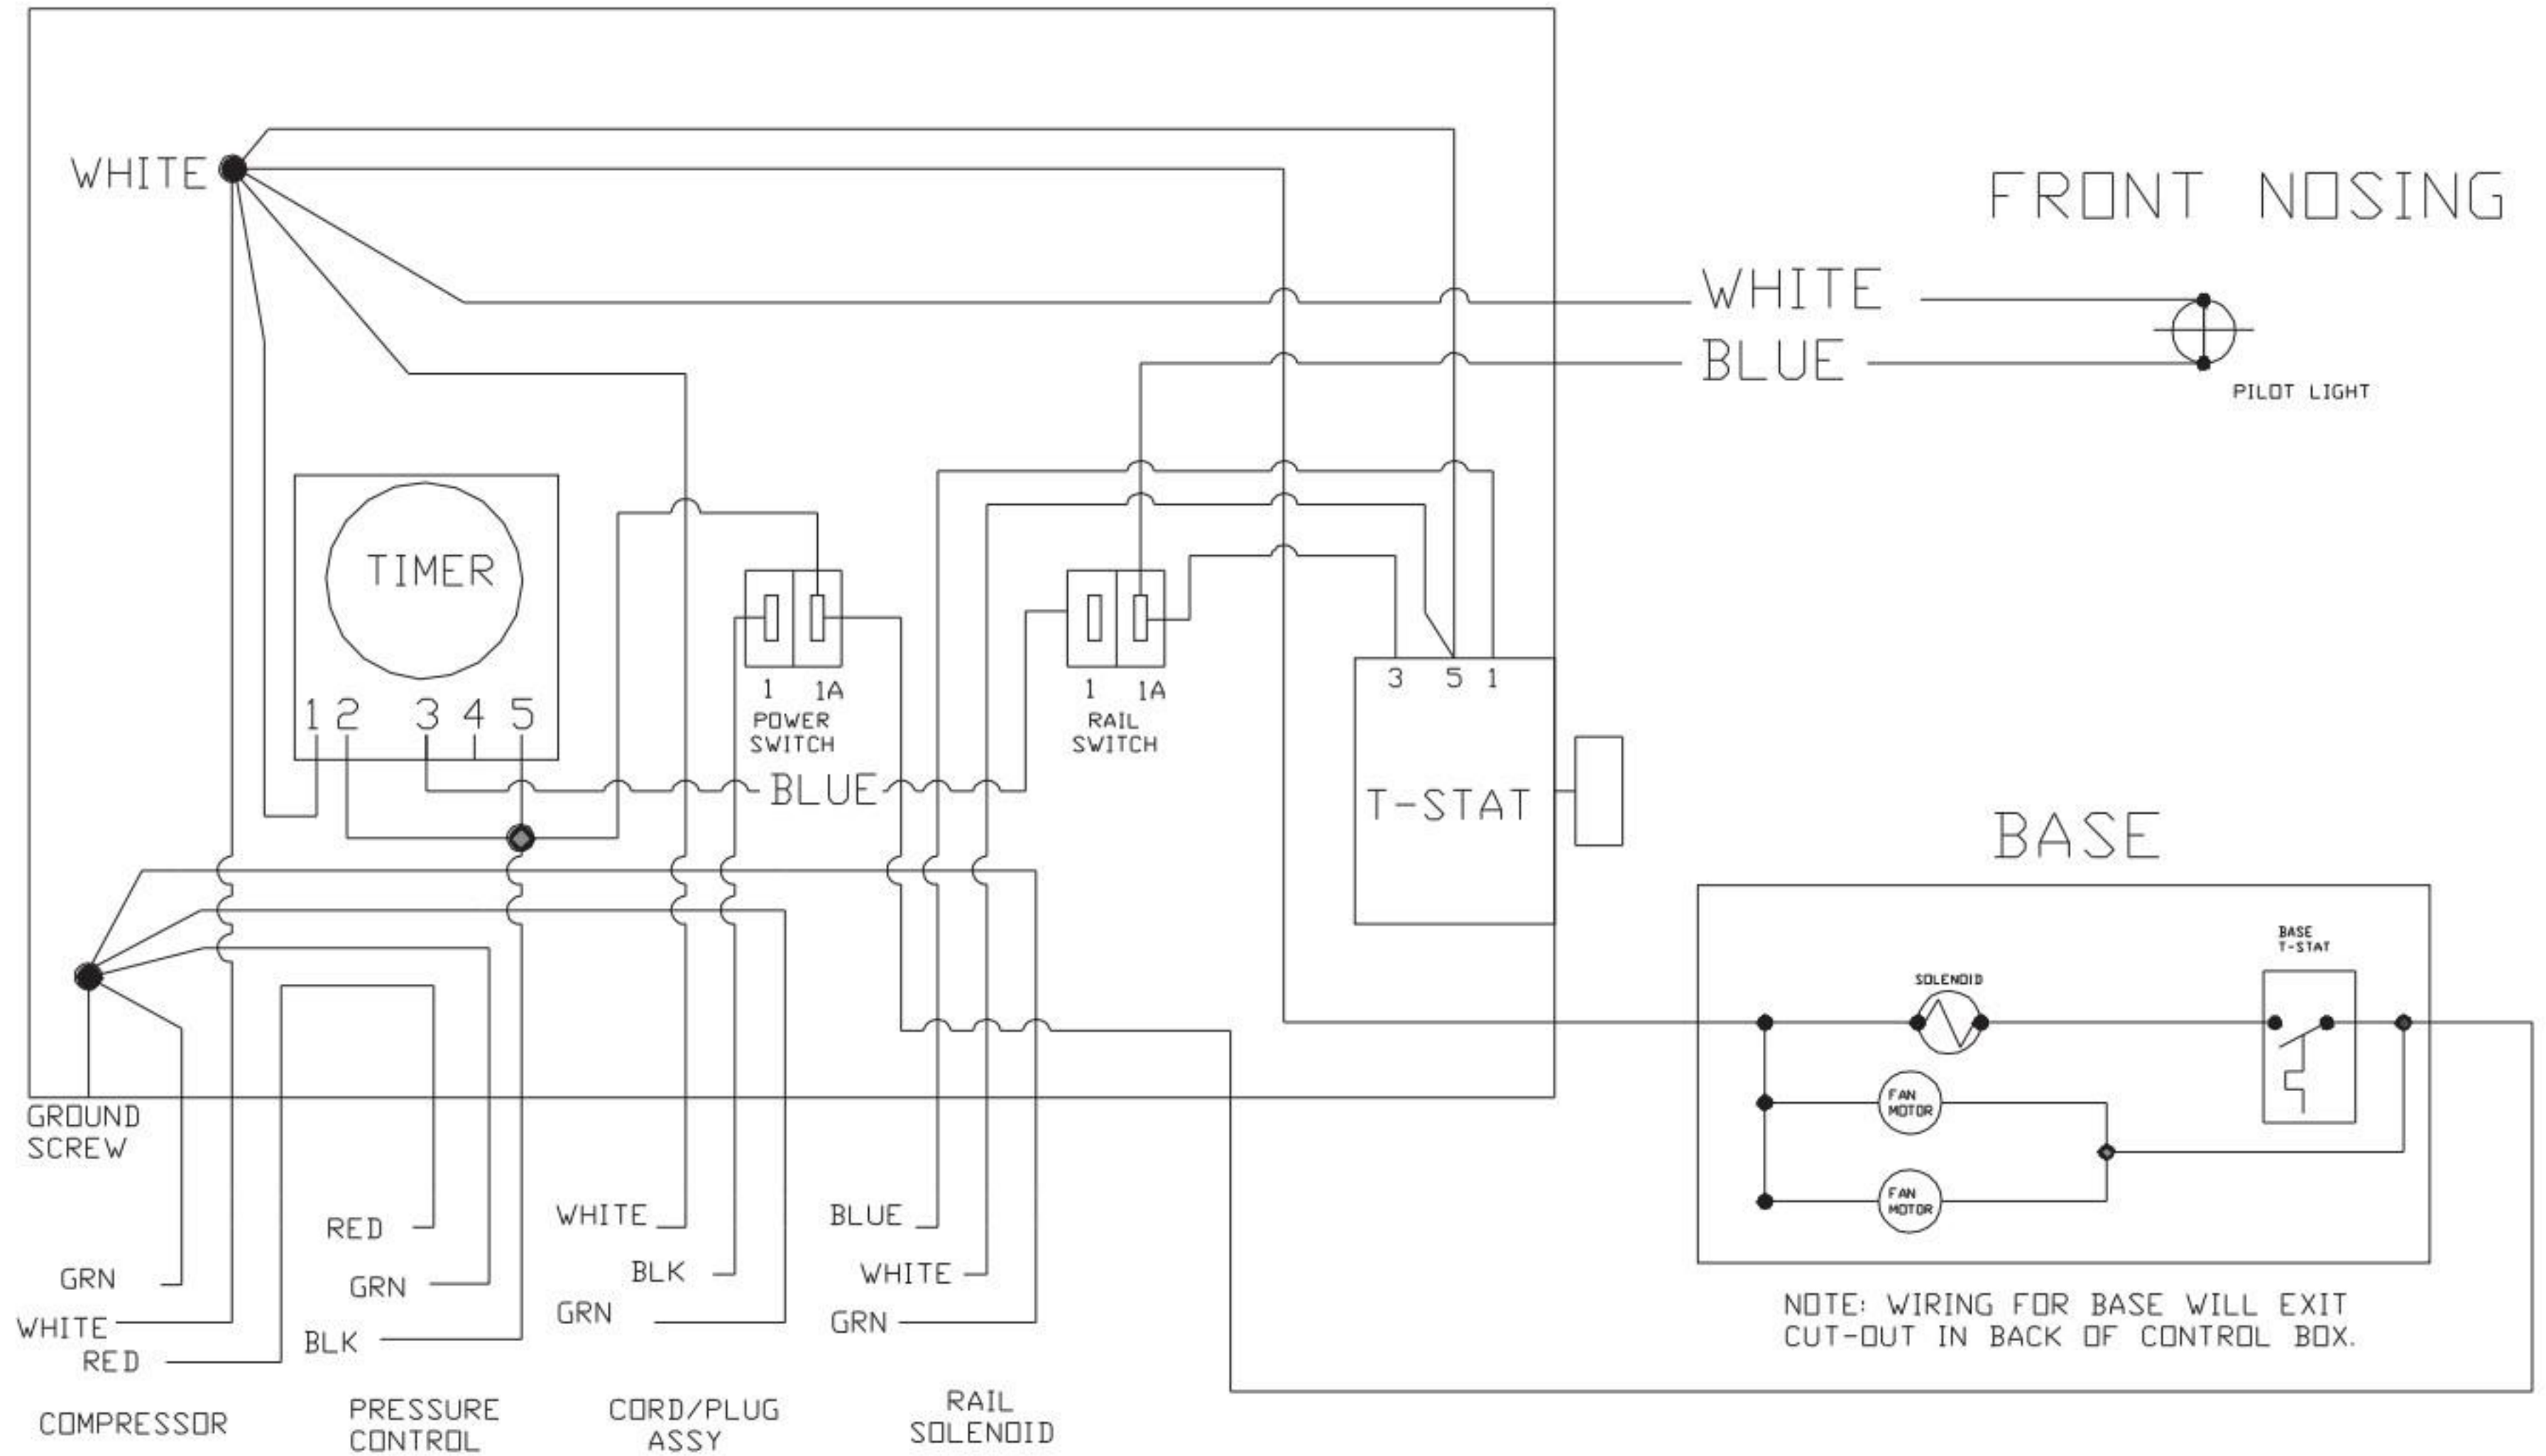 WHITE
FRONT NOSING
WHITE
BLUE
PILOT LIGHT
TIMER
1 2 3 4 5
1 1A
POWER
SWITCH
1 1A
RAIL
SWITCH
3 5 1
T-STAT
BLUE
BASE
BASE
T-STAT
SOLENOID
FAN
MOTOR
FAN
MOTOR
NOTE: WIRING FOR BASE WILL EXIT
CUT-OUT IN BACK OF CONTROL BOX.
GROUND
SCREW
GRN
WHITE
RED
COMPRESSOR
RED
GRN
BLK
PRESSURE
CONTROL
WHITE
BLK
GRN
CORD/PLUG
ASSY
BLUE
WHITE
GRN
RAIL
SOLENOID